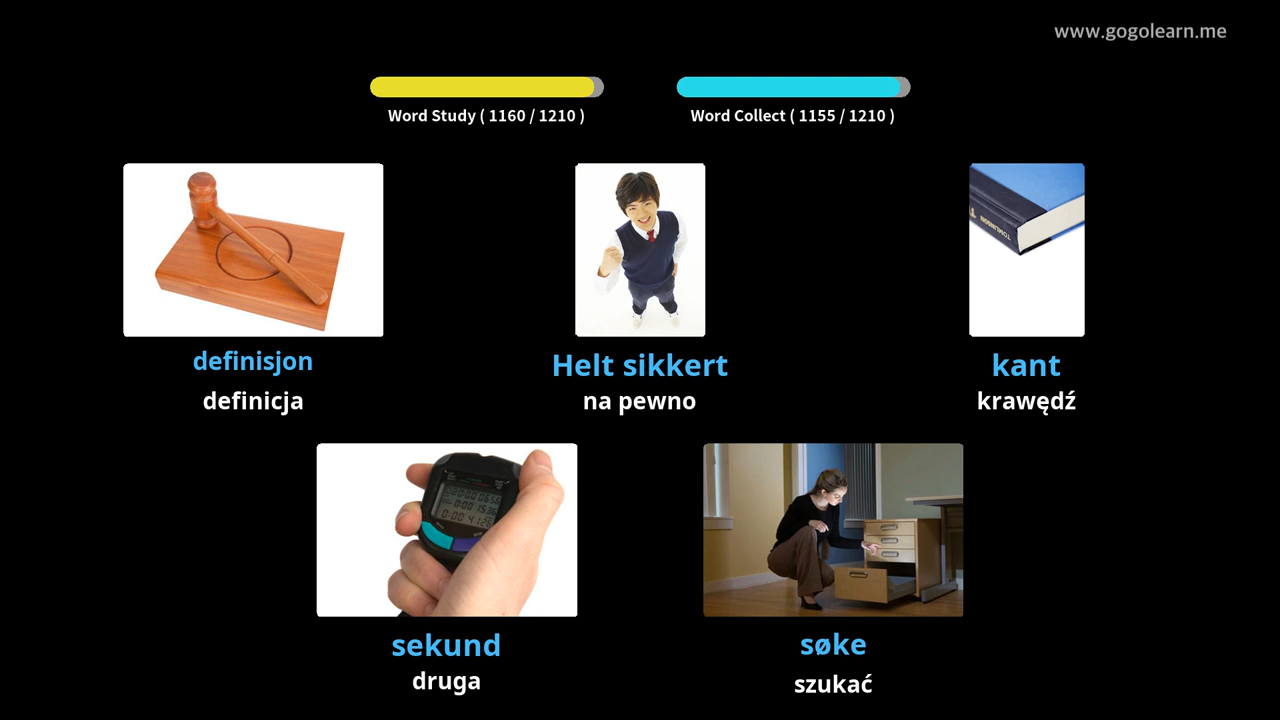 www.gogolearn.me
Word Study ( 1160 / 1210 )
Word Collect ( 1155 / 1210 )
definisjon
definicja
Helt sikkert
na pewno
TOMLINSON
kant
krawędź
sekund
druga
søke
szukać